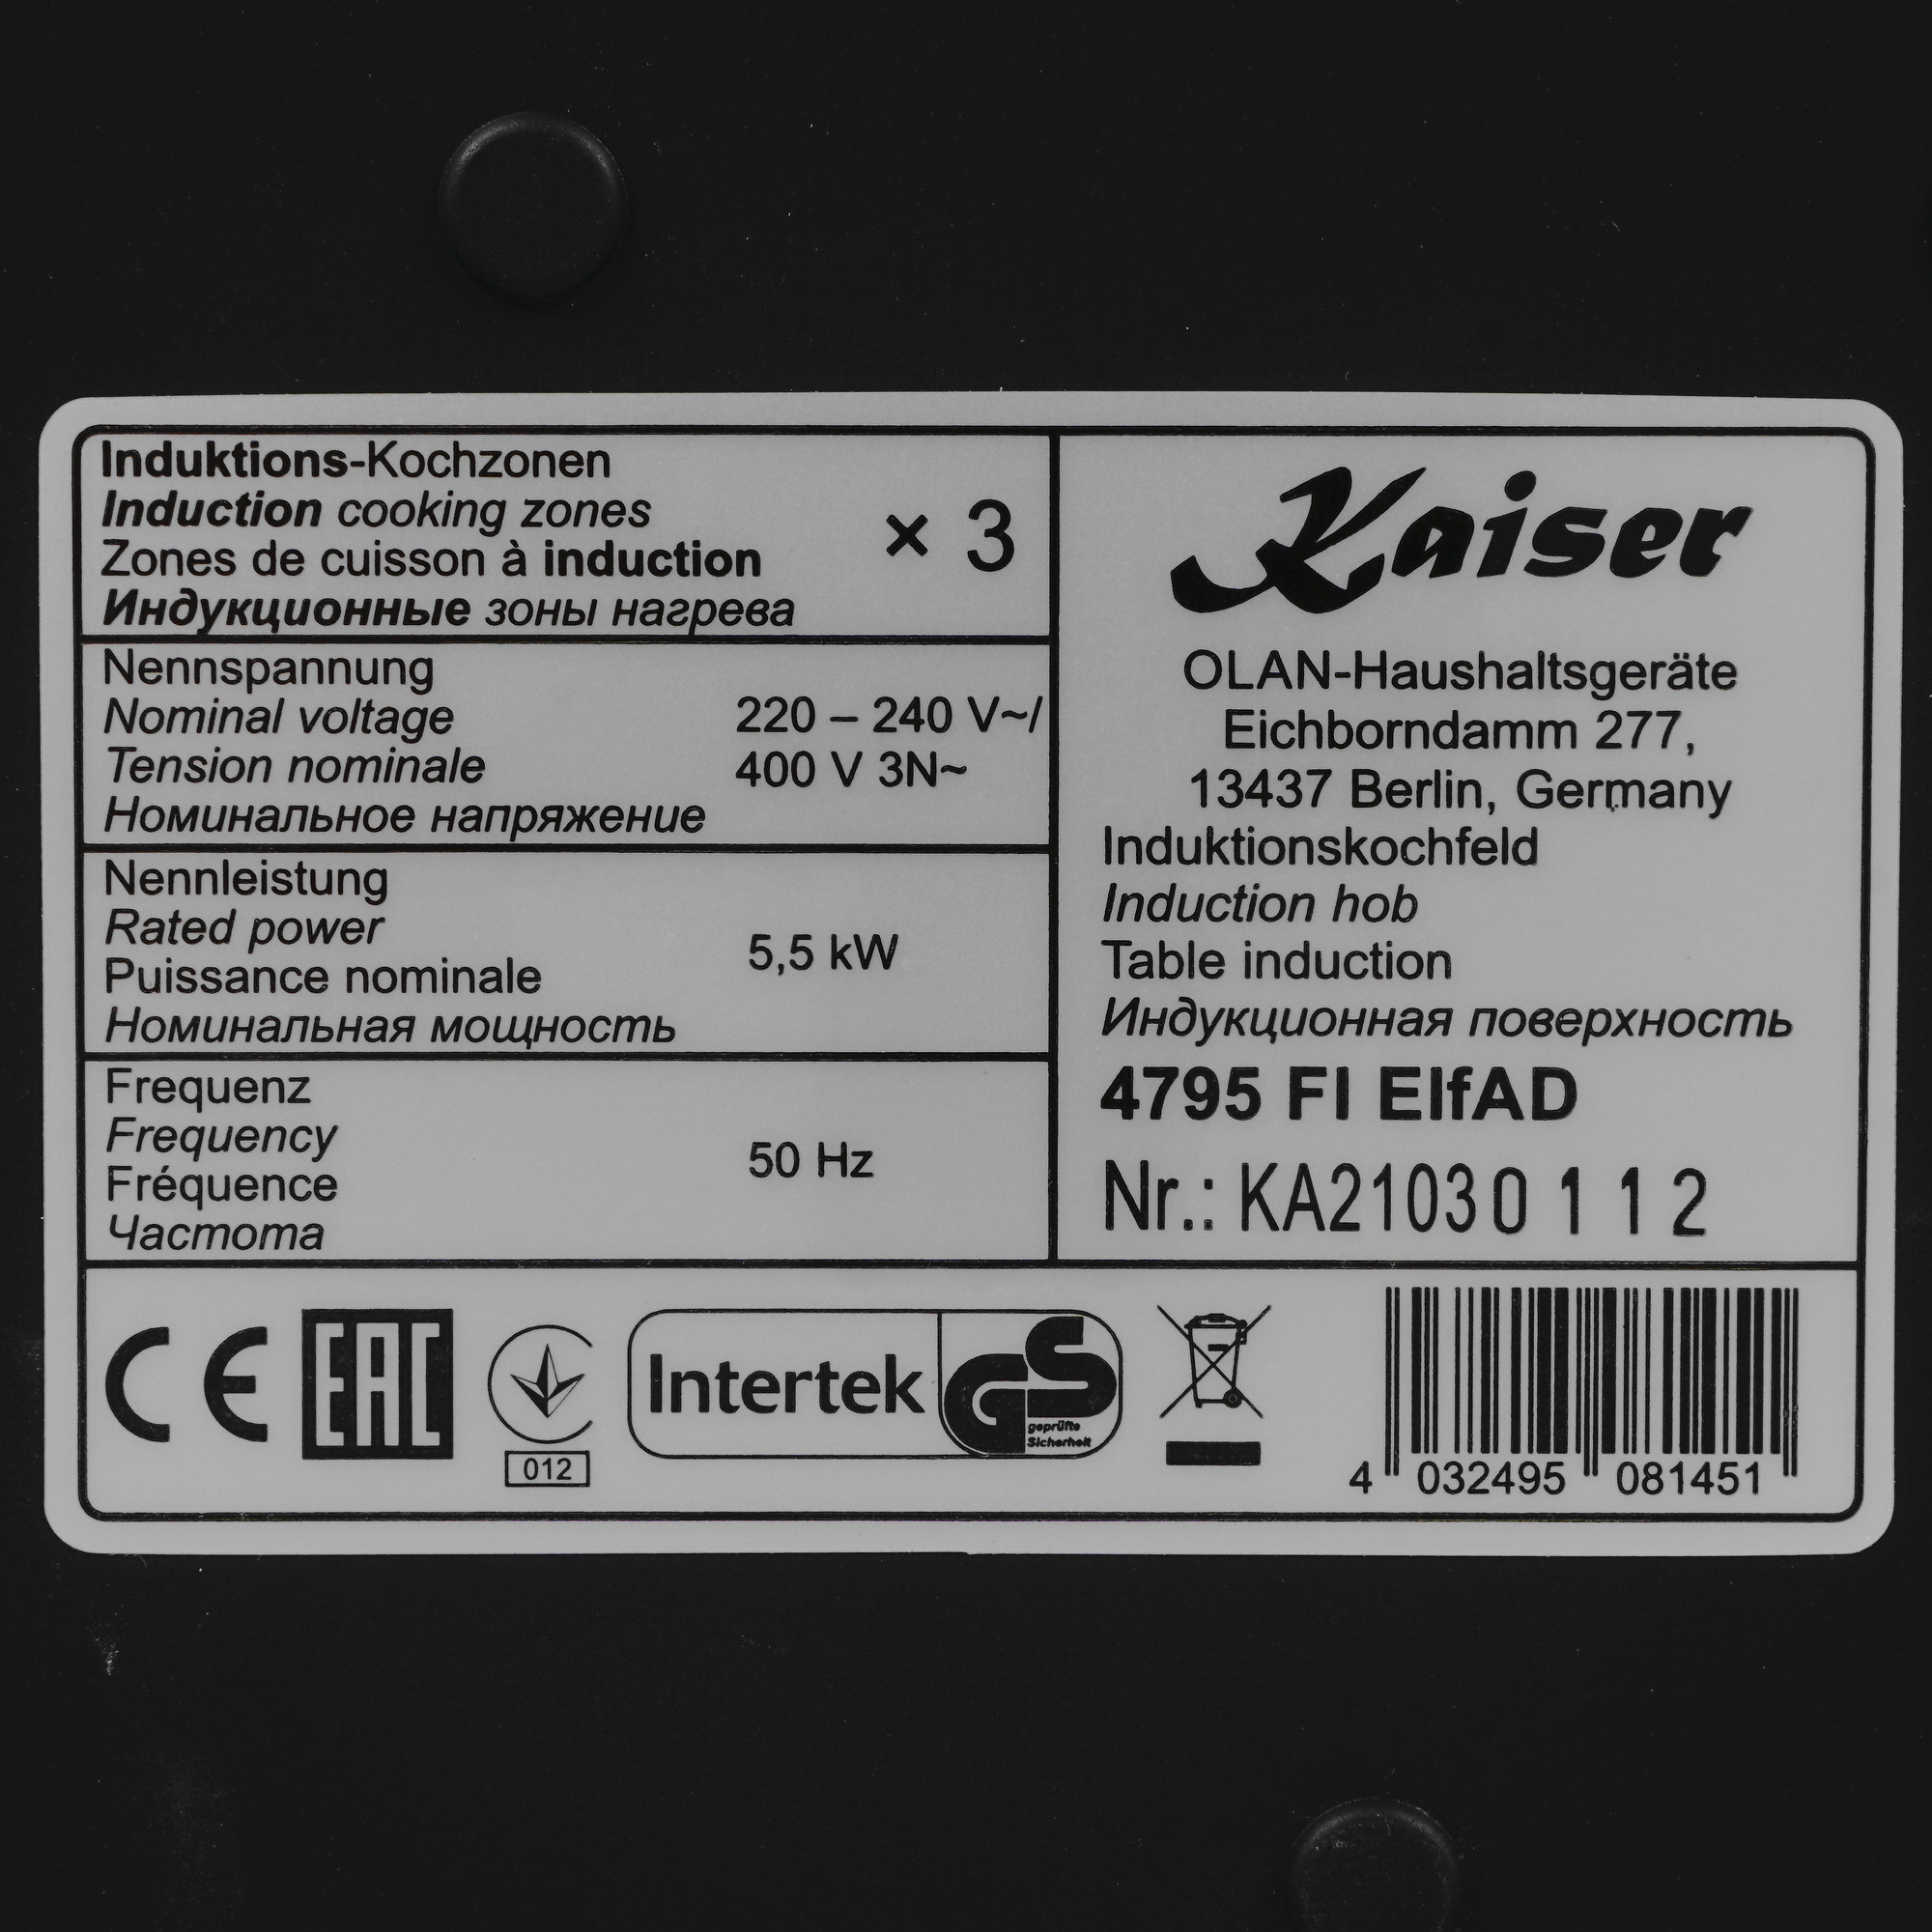 Induktions-Kochzonen
Induction cooking zones
Zones de cuisson à induction
Индукционные зоны нагрева
× 3
Nennspannung
Nominal voltage
Tension nominale
Номинальное напряжение
220 – 240 V~/
400 V 3N~
Nennleistung
Rated power
Puissance nominale
Номинальная мощность
5,5 kW
Frequenz
Frequency
Fréquence
Частота
50 Hz
Kaiser
OLAN-Haushaltsgeräte
Eichborndamm 277,
13437 Berlin, Germany
Induktionskochfeld
Induction hob
Table induction
Индукционная поверхность
4795 FI ElfAD
Nr.: KA21030112
CE
EAC
012
Intertek
GS
geprüfte
Sicherheit
4 032495 081451